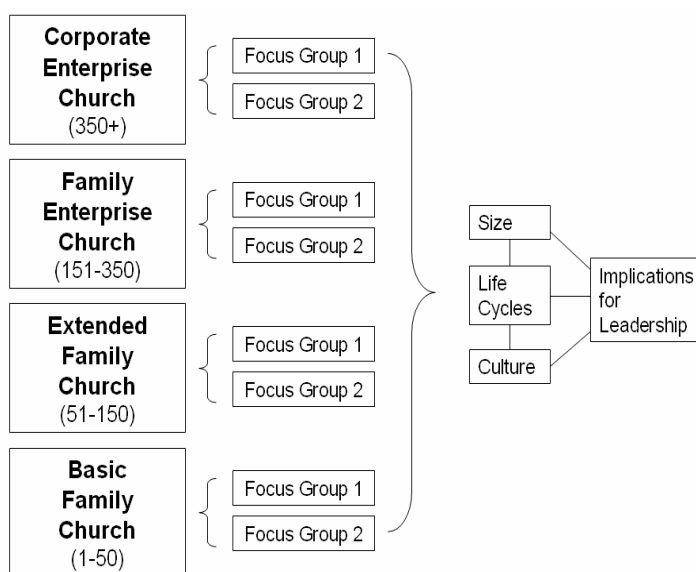 Corporate
Enterprise
Church
(350+)
Focus Group 1
Focus Group 2
Family
Enterprise
Church
(151-350)
Focus Group 1
Focus Group 2
Extended
Family
Church
(51-150)
Focus Group 1
Focus Group 2
Basic
Family
Church
(1-50)
Focus Group 1
Focus Group 2
Size
Life
Cycles
Culture
Implications
for
Leadership